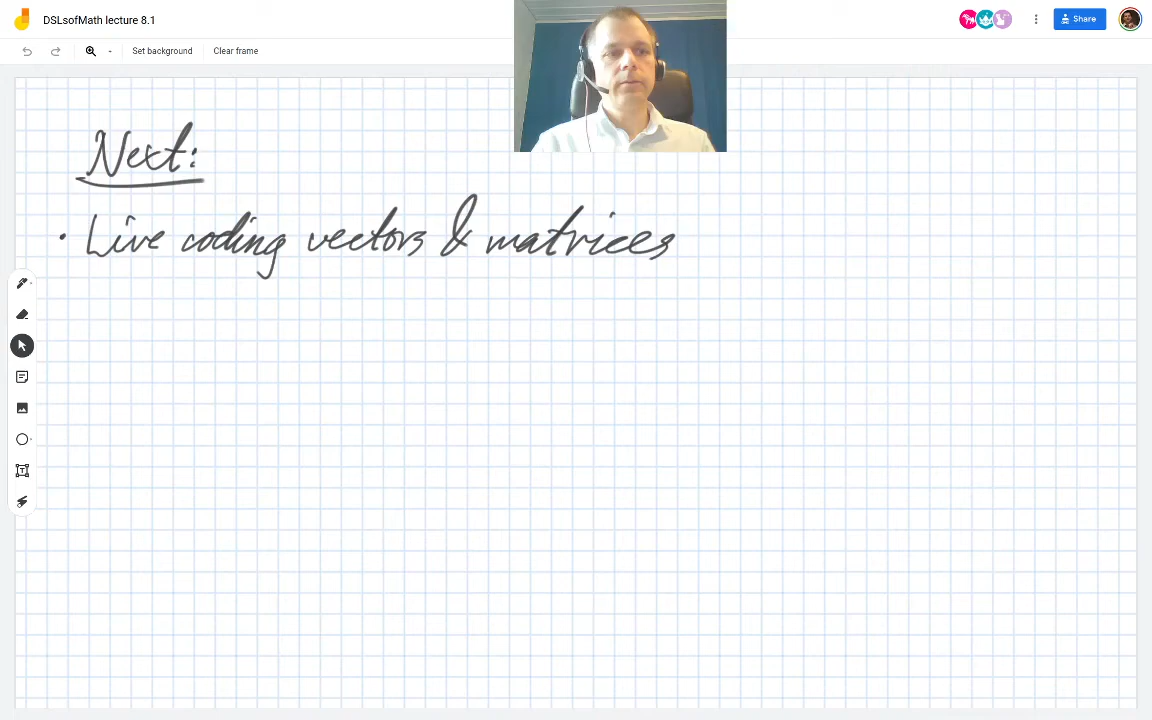 DSLsofMath lecture 8.1
Share
Set background
Clear frame
Next:
• Live coding vectors & matrices